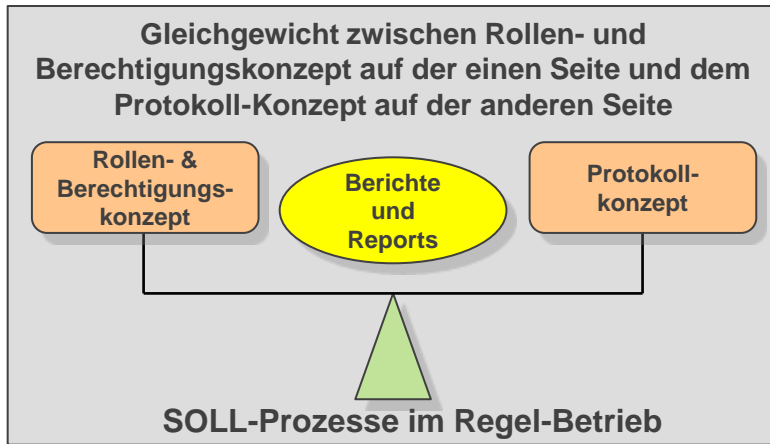 Gleichgewicht zwischen Rollen- und
Berechtigungskonzept auf der einen Seite und dem
Protokoll-Konzept auf der anderen Seite
Rollen- &
Berechtigungs-
konzept
Berichte
und
Reports
Protokoll-
konzept
SOLL-Prozesse im Regel-Betrieb